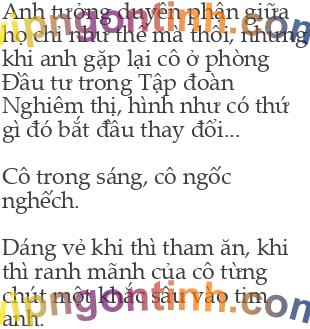 Anh tưởng duyên phận giữa
họ chỉ như thế mà thôi, nhưng
khi anh gặp lại cô ở phòng
Đầu tư trong Tập đoàn
Nghiêm thị, hình như có thứ
gì đó bắt đầu thay đổi...
Cô trong sáng, cô ngốc
nghếch.
Dáng vẻ khi thì tham ăn, khi
thì ranh mãnh của cô từng
chút một khắc sâu vào tim
anh.
vipngontinh.com
vipngontinh.com